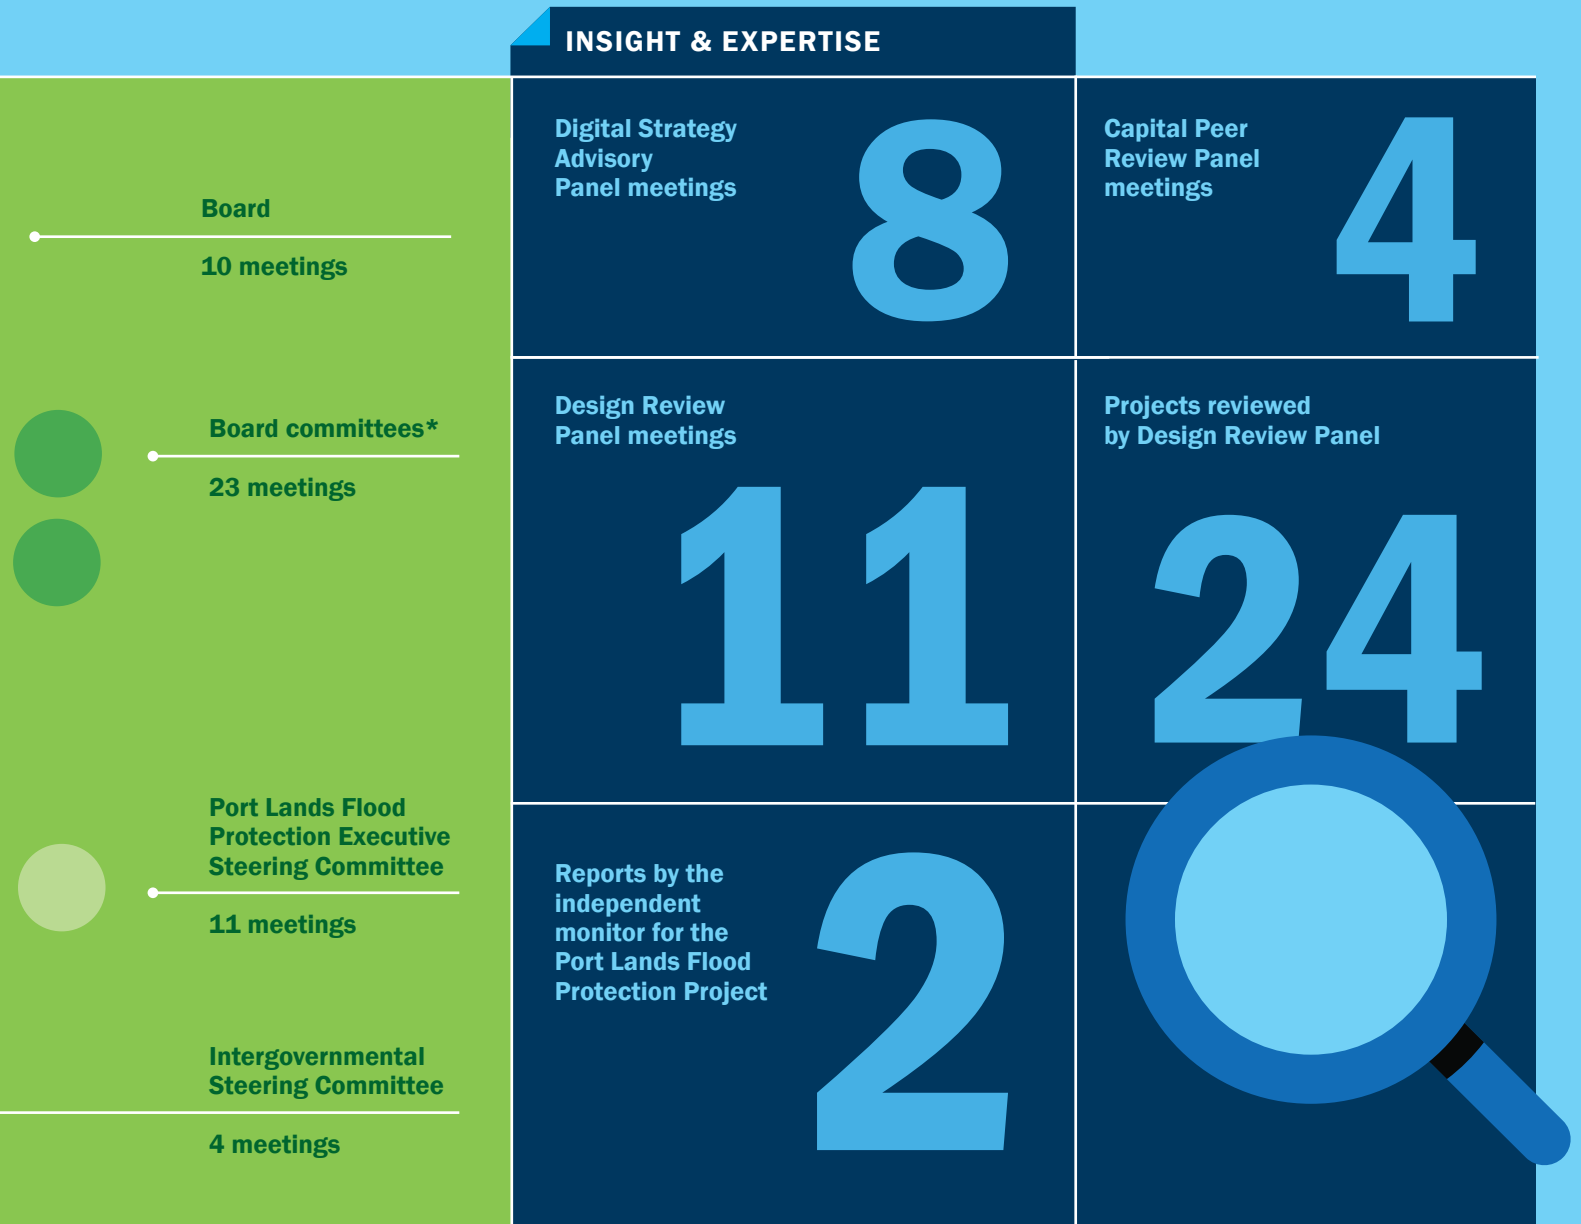 INSIGHT & EXPERTISE
Board
10 meetings
Board committees*
23 meetings
Port Lands Flood
Protection Executive
Steering Committee
11 meetings
Intergovernmental
Steering Committee
4 meetings
Digital Strategy
Advisory
Panel meetings
8
Capital Peer
Review Panel
meetings
4
Design Review
Panel meetings
11
Projects reviewed
by Design Review Panel
24
Reports by the
independent
monitor for the
Port Lands Flood
Protection Project
2